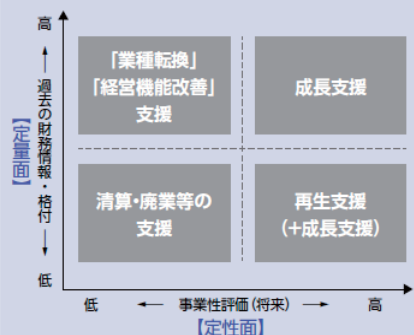 高
「業種転換」
「経営機能改善」
支援
成長支援
【定量面】
過去の財務情報・格付
清算・廃業等の
支援
再生支援
(+成長支援)
低
低 ← 事業性評価(将来) → 高
【定性面】